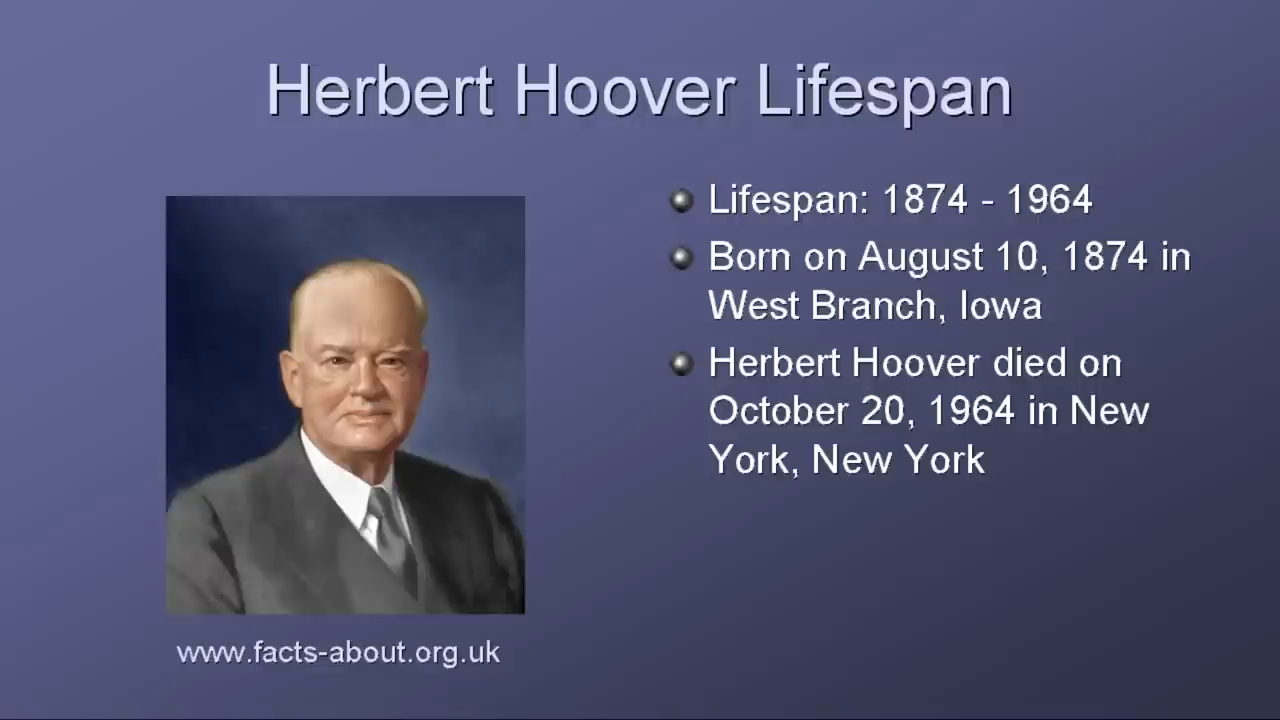 Herbert Hoover Lifespan
Lifespan: 1874 - 1964
Born on August 10, 1874 in
West Branch, Iowa
Herbert Hoover died on
October 20, 1964 in New
York, New York
www.facts-about.org.uk